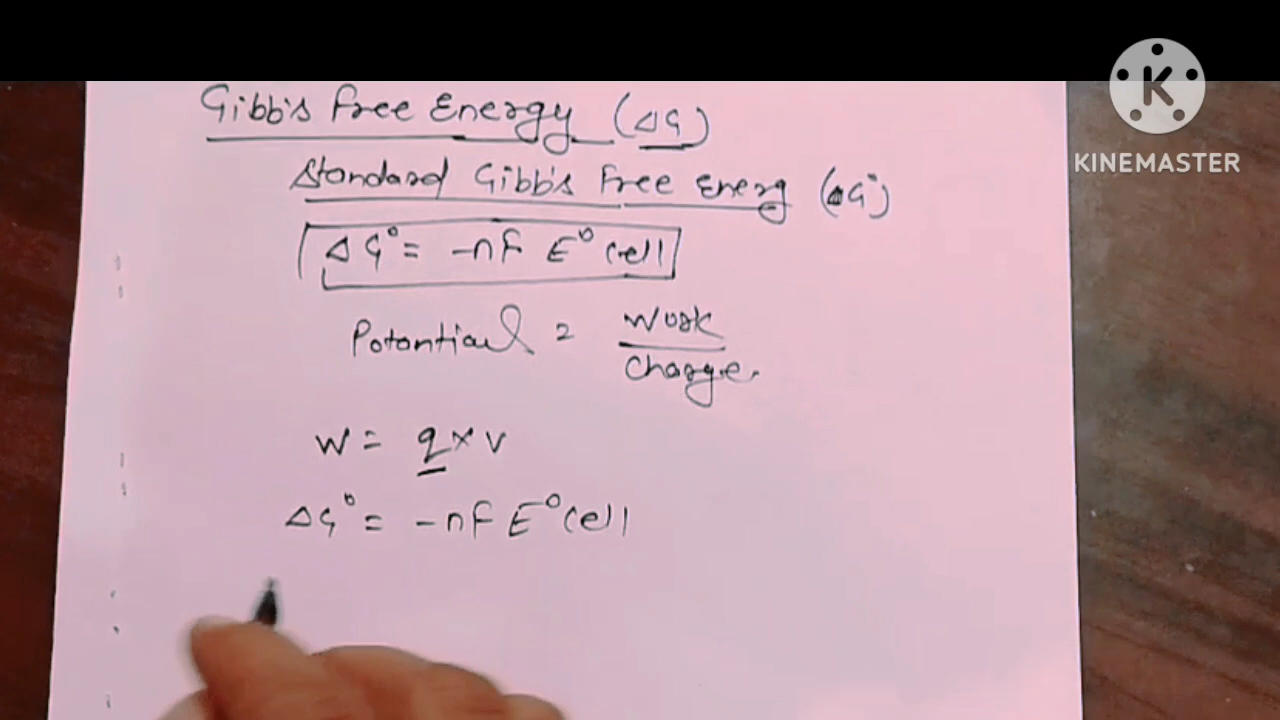 Gibb's Free Energy (ΔG)
KINEMASTER
Standard Gibb's Free Energ (ΔG°)
ΔG° = -nF E° Cell
Potential = Work
Charge.
W = q x v
ΔG° = -nF E° Cell